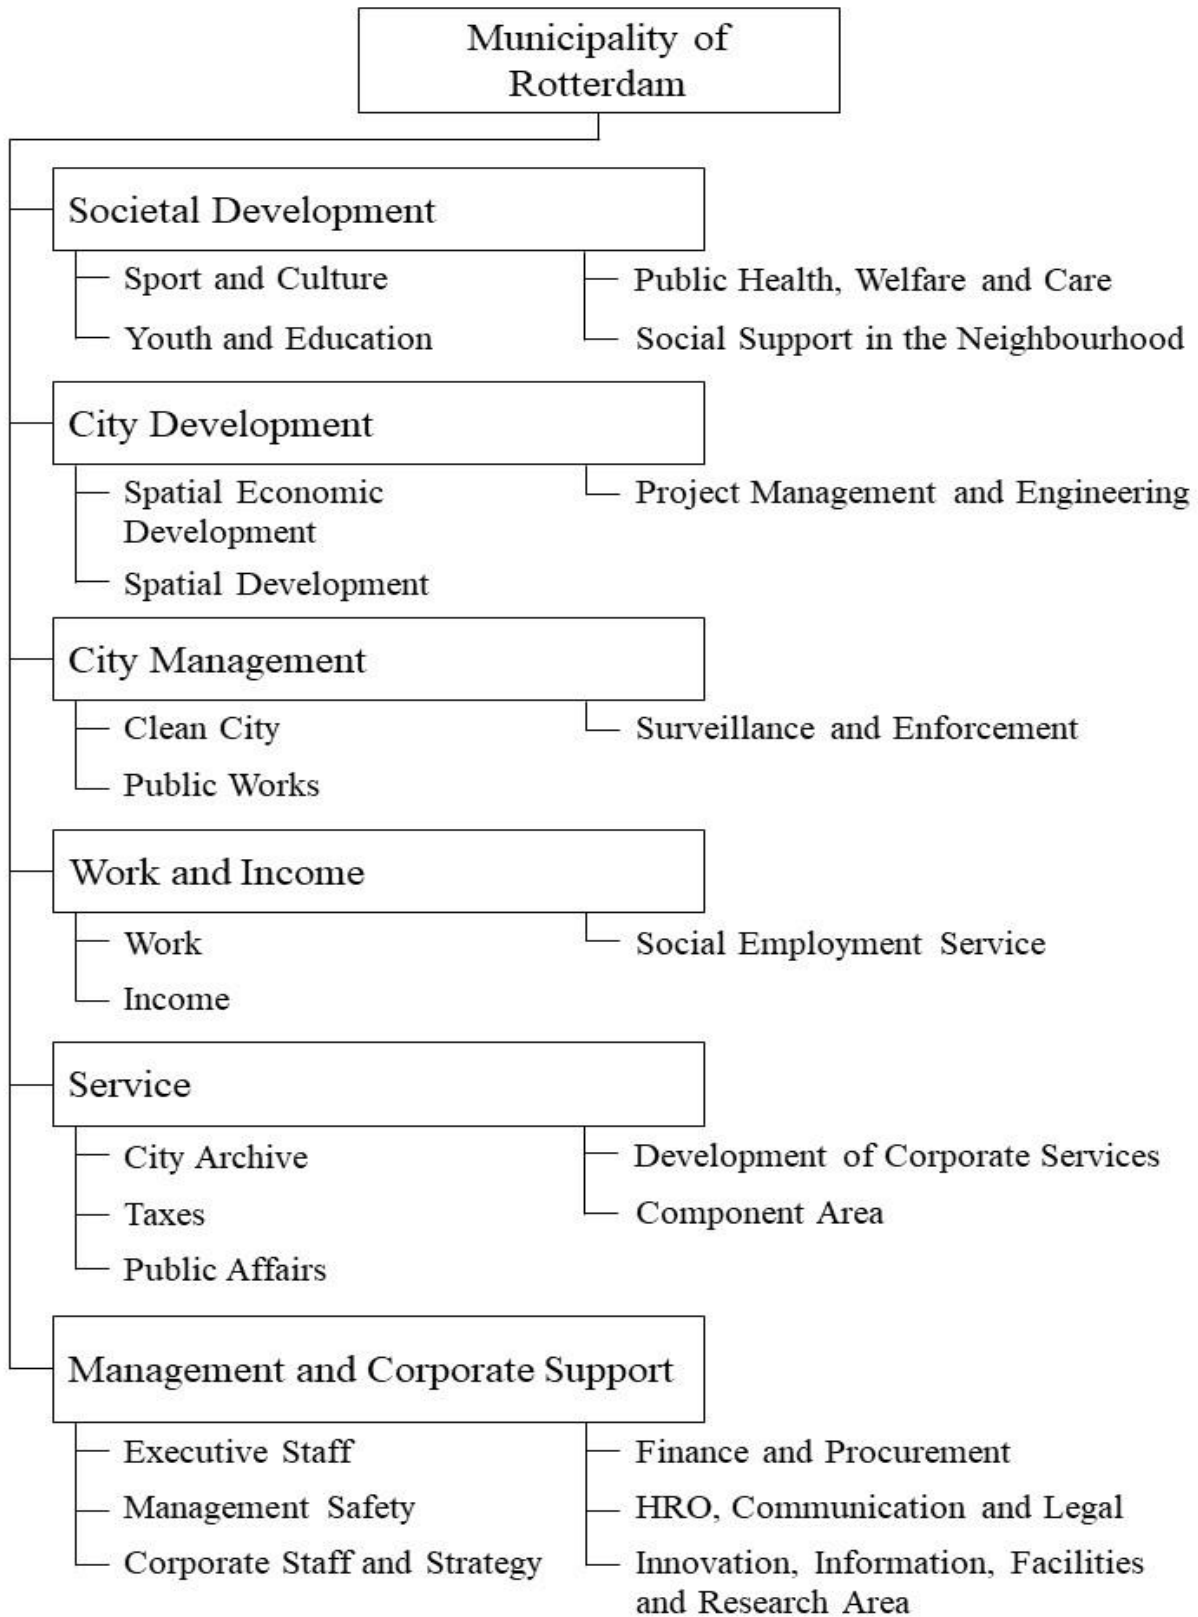 Municipality of
Rotterdam
Societal Development
Sport and Culture
Youth and Education
Public Health, Welfare and Care
Social Support in the Neighbourhood
City Development
Spatial Economic
Development
Spatial Development
Project Management and Engineering
City Management
Clean City
Public Works
Surveillance and Enforcement
Work and Income
Work
Income
Social Employment Service
Service
City Archive
Taxes
Public Affairs
Development of Corporate Services
Component Area
Management and Corporate Support
Executive Staff
Management Safety
Corporate Staff and Strategy
Finance and Procurement
HRO, Communication and Legal
Innovation, Information, Facilities
and Research Area